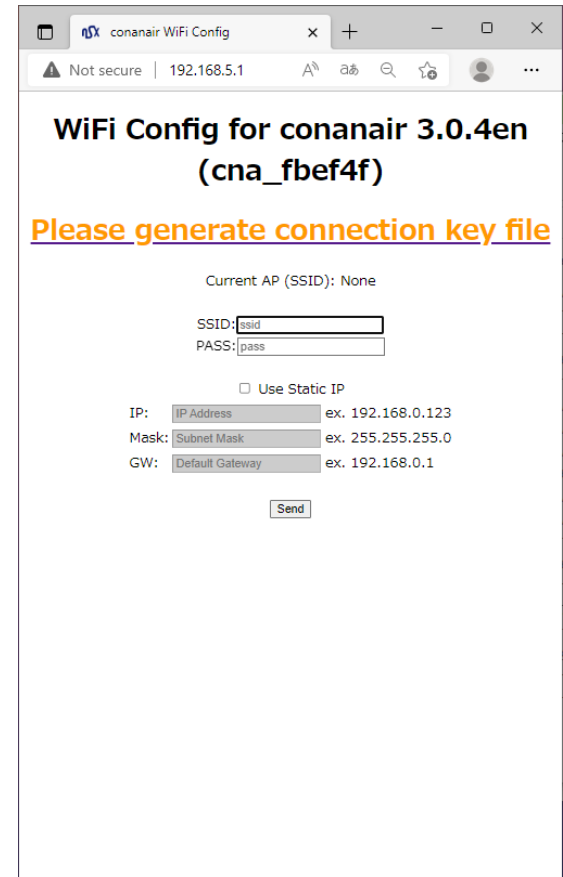 nSX conanair WiFi Config
Not secure | 192.168.5.1 A aあ
WiFi Config for conanair 3.0.4en
(cna_fbef4f)
Please generate connection key file
Current AP (SSID): None
SSID: ssid
PASS: pass
Use Static IP
IP: IP Address ex. 192.168.0.123
Mask: Subnet Mask ex. 255.255.255.0
GW: Default Gateway ex. 192.168.0.1
Send